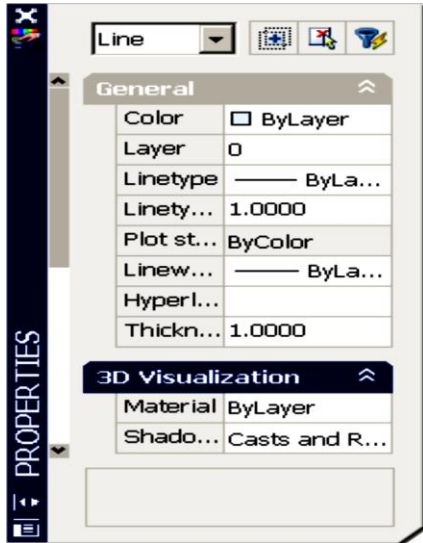 Line
General
Color ByLayer
Layer 0
Linetype ByLa...
Linety... 1.0000
Plot st... ByColor
Linew... ByLa...
Hyperl...
Thickn... 1.0000
3D Visualization
Material ByLayer
Shado... Casts and R...
PROPERTIES